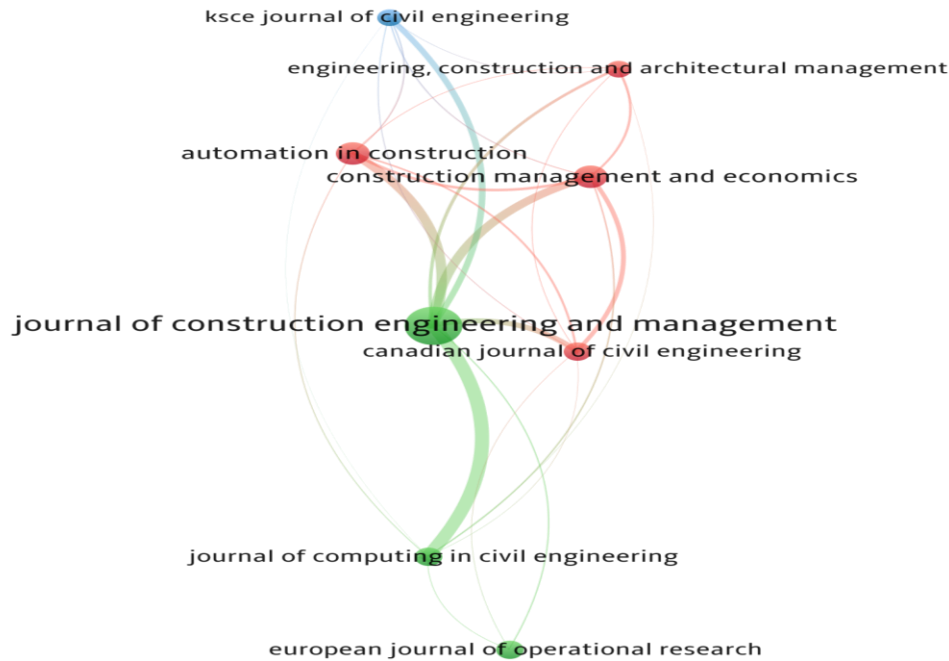 ksce journal of civil engineering
engineering, construction and architectural management
automation in construction
construction management and economics
journal of construction engineering and management
canadian journal of civil engineering
journal of computing in civil engineering
european journal of operational research